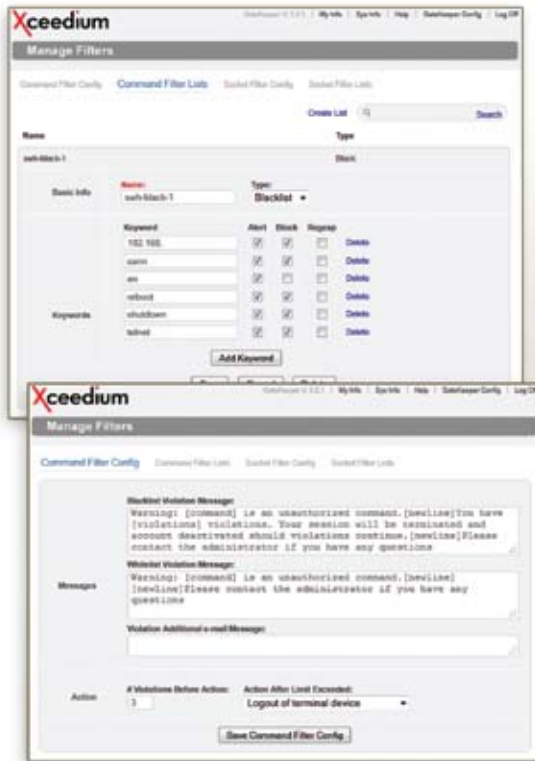 Xceedium
GateKeeper V. 5.2.1 | My Info | Sys Info | Help | GateKeeper Config | Log Off
Manage Filters
Command Filter Config Command Filter Lists Socket Filter Config Socket Filter Lists
Create List Search
Name Type
Black
Basic Info Name: Type: Blacklist
Keyword Alert Block Regexp
192.168. Delete
Delete
en Delete
reboot Delete
Keywords shutdown Delete
telnet Delete
Add Keyword
Xceedium
GateKeeper V. 5.2.1 | My Info | Sys Info | Help | GateKeeper Config | Log Off
Manage Filters
Command Filter Config Command Filter Lists Socket Filter Config Socket Filter Lists
Blacklist Violation Message:
Warning: [command] is an unauthorized command.[newline]You have
[violations] violations. Your session will be terminated and
account deactivated should violations continue.[newline]Please
contact the administrator if you have any questions
Whitelist Violation Message:
Messages
Warning: [command] is an unauthorized command.[newline]
[newline]Please contact the administrator if you have any
questions
Violation Additional e-mail Message:
# Violations Before Action: Action After Limit Exceeded:
Action 3 Logout of terminal device
Save Command Filter Config